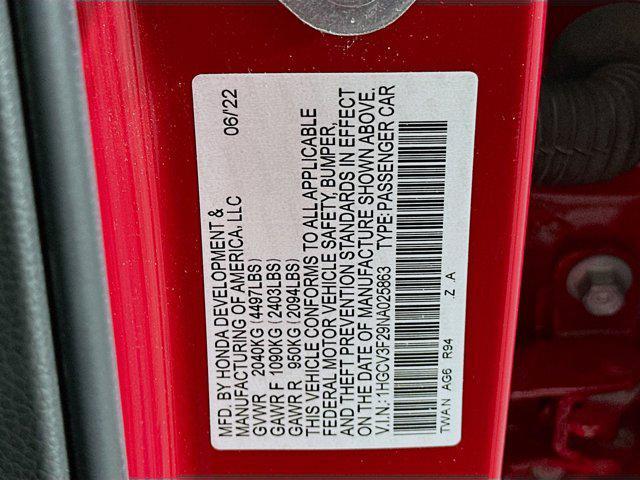 MFD. BY HONDA DEVELOPMENT & 06/'22
MANUFACTURING OF AMERICA, LLC
GVWR 2040KG (4497LBS)
GAWR F 1090KG (2403LBS)
GAWR R 950KG (2094LBS)
THIS VEHICLE CONFORMS TO ALL APPLICABLE
FEDERAL MOTOR VEHICLE SAFETY, BUMPER,
AND THEFT PREVENTION STANDARDS IN EFFECT
ON THE DATE OF MANUFACTURE SHOWN ABOVE.
V.I.N.:1HGCV3F29NA025863 TYPE:PASSENGER CAR
TWAN AG6 R94 .Z .A